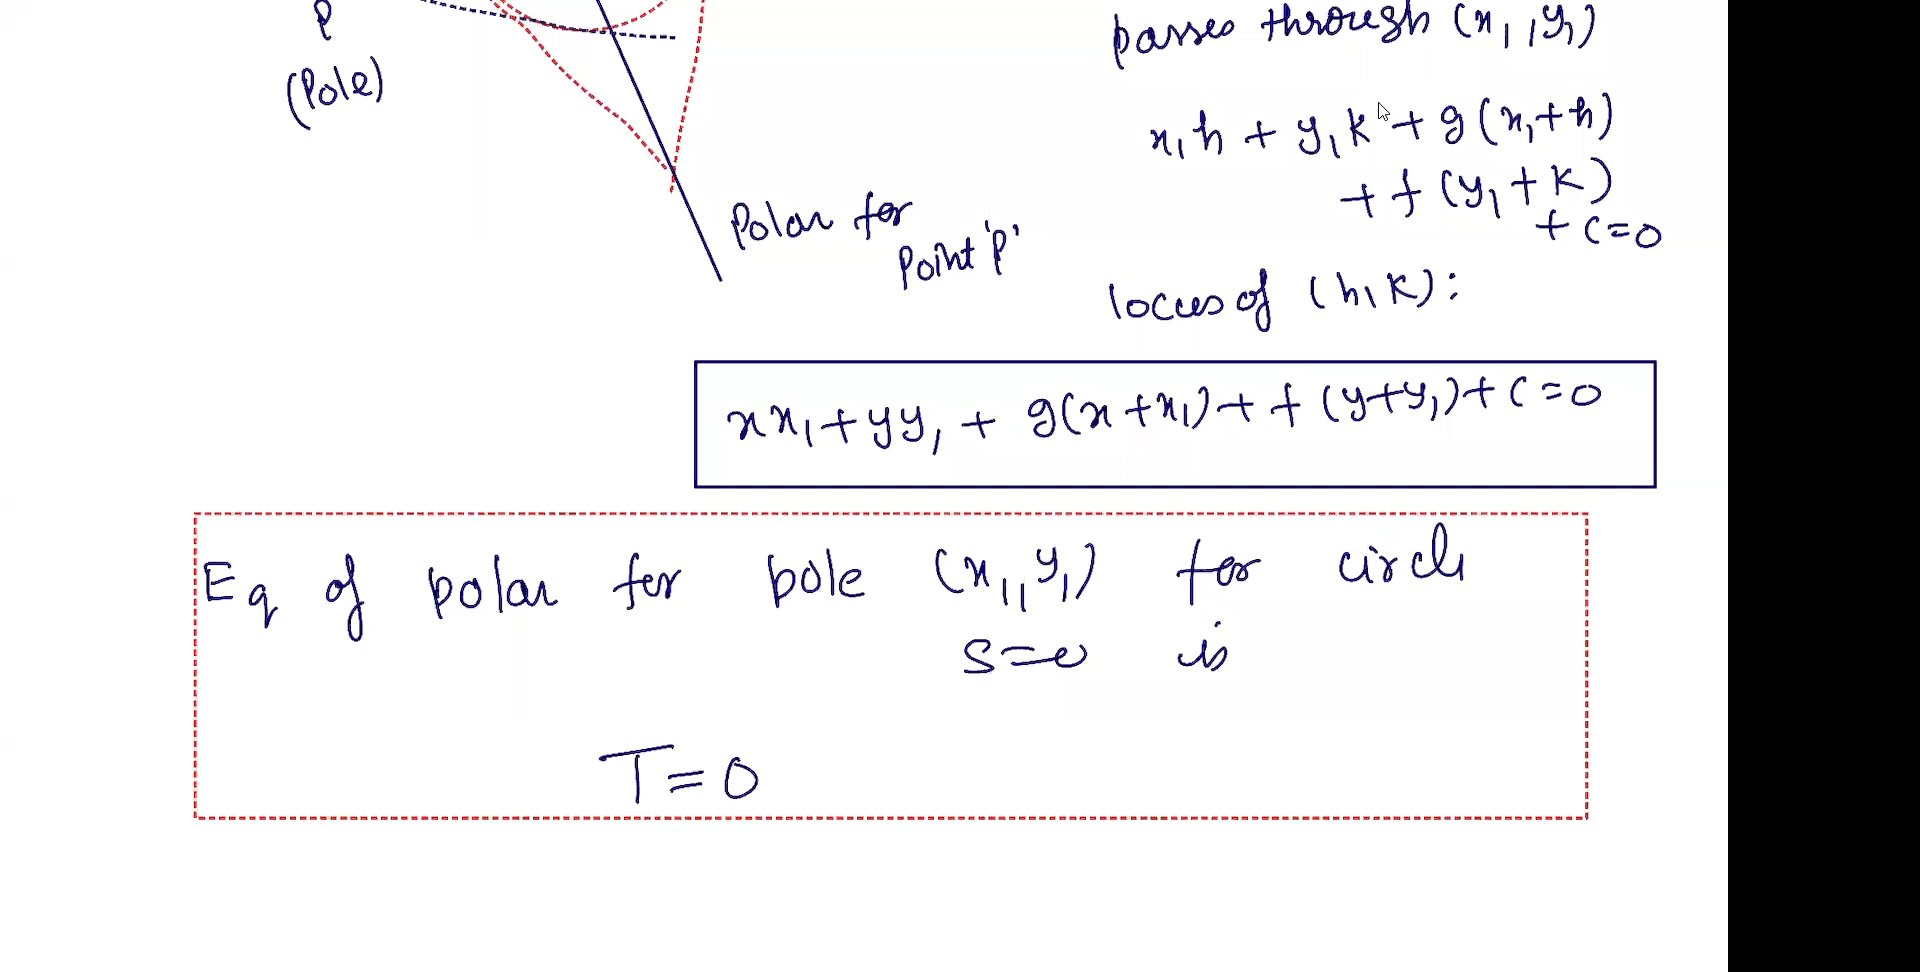 P
(Pole)
Polar for
Point 'P'
passes through (x₁, y₁)
x₁h + y₁k + g(x₁+h)
+ f(y₁+k)
+ c=0
locus of (h, k):
xx₁+yy₁ + g(x+x₁)+f(y+y₁)+c=0
Eq of polar for pole (x₁, y₁) for circle
S=0 is
T=0